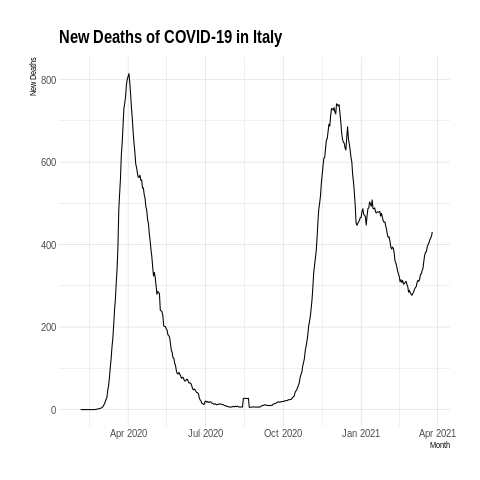 New Deaths of COVID-19 in Italy
New Deaths
800
600
400
200
0
Apr 2020 Jul 2020 Oct 2020 Jan 2021 Apr 2021
Month